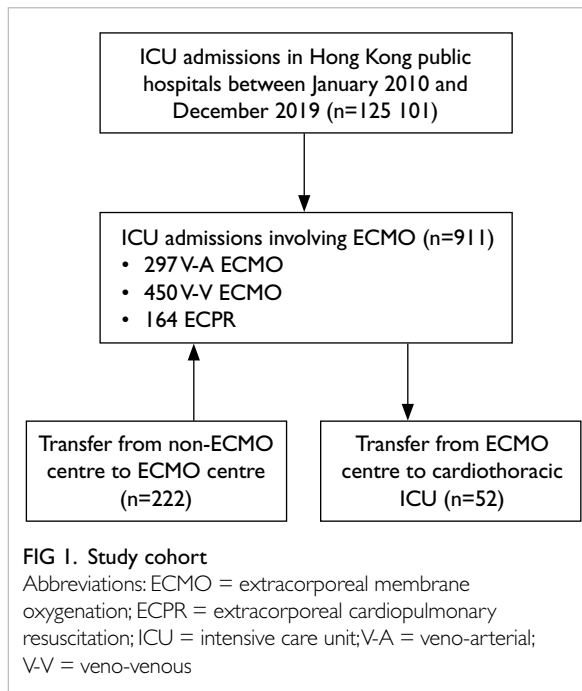 ICU admissions in Hong Kong public
hospitals between January 2010 and
December 2019 (n=125 101)
ICU admissions involving ECMO (n=911)
• 297 V-A ECMO
• 450 V-V ECMO
• 164 ECPR
Transfer from non-ECMO
centre to ECMO centre
(n=222)
Transfer from ECMO
centre to cardiothoracic
ICU (n=52)
FIG 1. Study cohort
Abbreviations: ECMO = extracorporeal membrane
oxygenation; ECPR = extracorporeal cardiopulmonary
resuscitation; ICU = intensive care unit; V-A = veno-arterial;
V-V = veno-venous